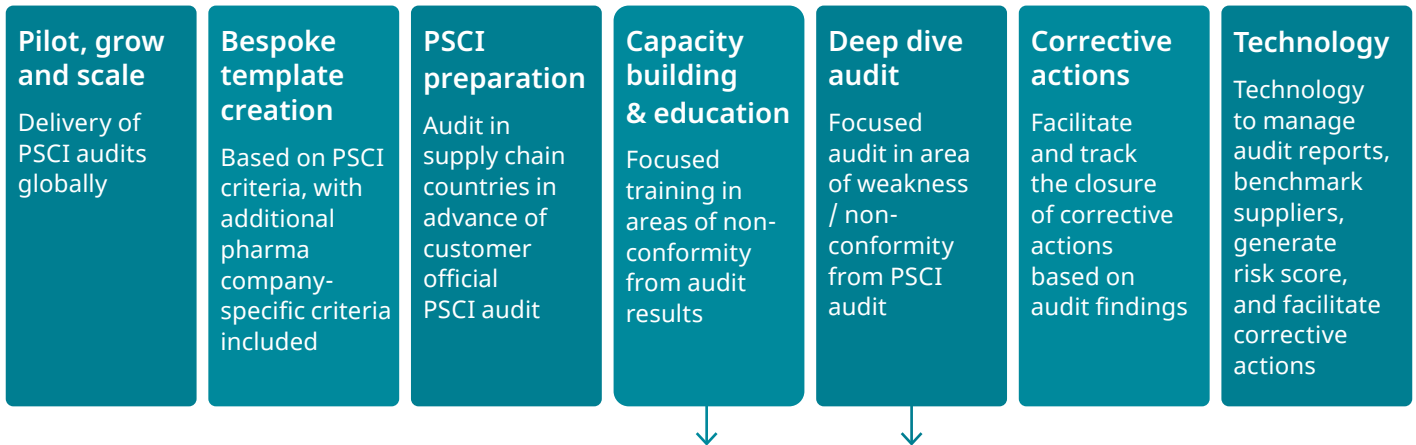 Pilot, grow
and scale
Delivery of
PSCI audits
globally
Bespoke
template
creation
Based on PSCI
criteria, with
additional
pharma
company-
specific criteria
included
PSCI
preparation
Audit in
supply chain
countries in
advance of
customer
official
PSCI audit
Capacity
building
& education
Focused
training in
areas of non-
conformity
from audit
results
Deep dive
audit
Focused
audit in area
of weakness
/ non-
conformity
from PSCI
audit
Corrective
actions
Facilitate
and track
the closure
of corrective
actions
based on
audit findings
Technology
Technology
to manage
audit reports,
benchmark
suppliers,
generate
risk score,
and facilitate
corrective
actions